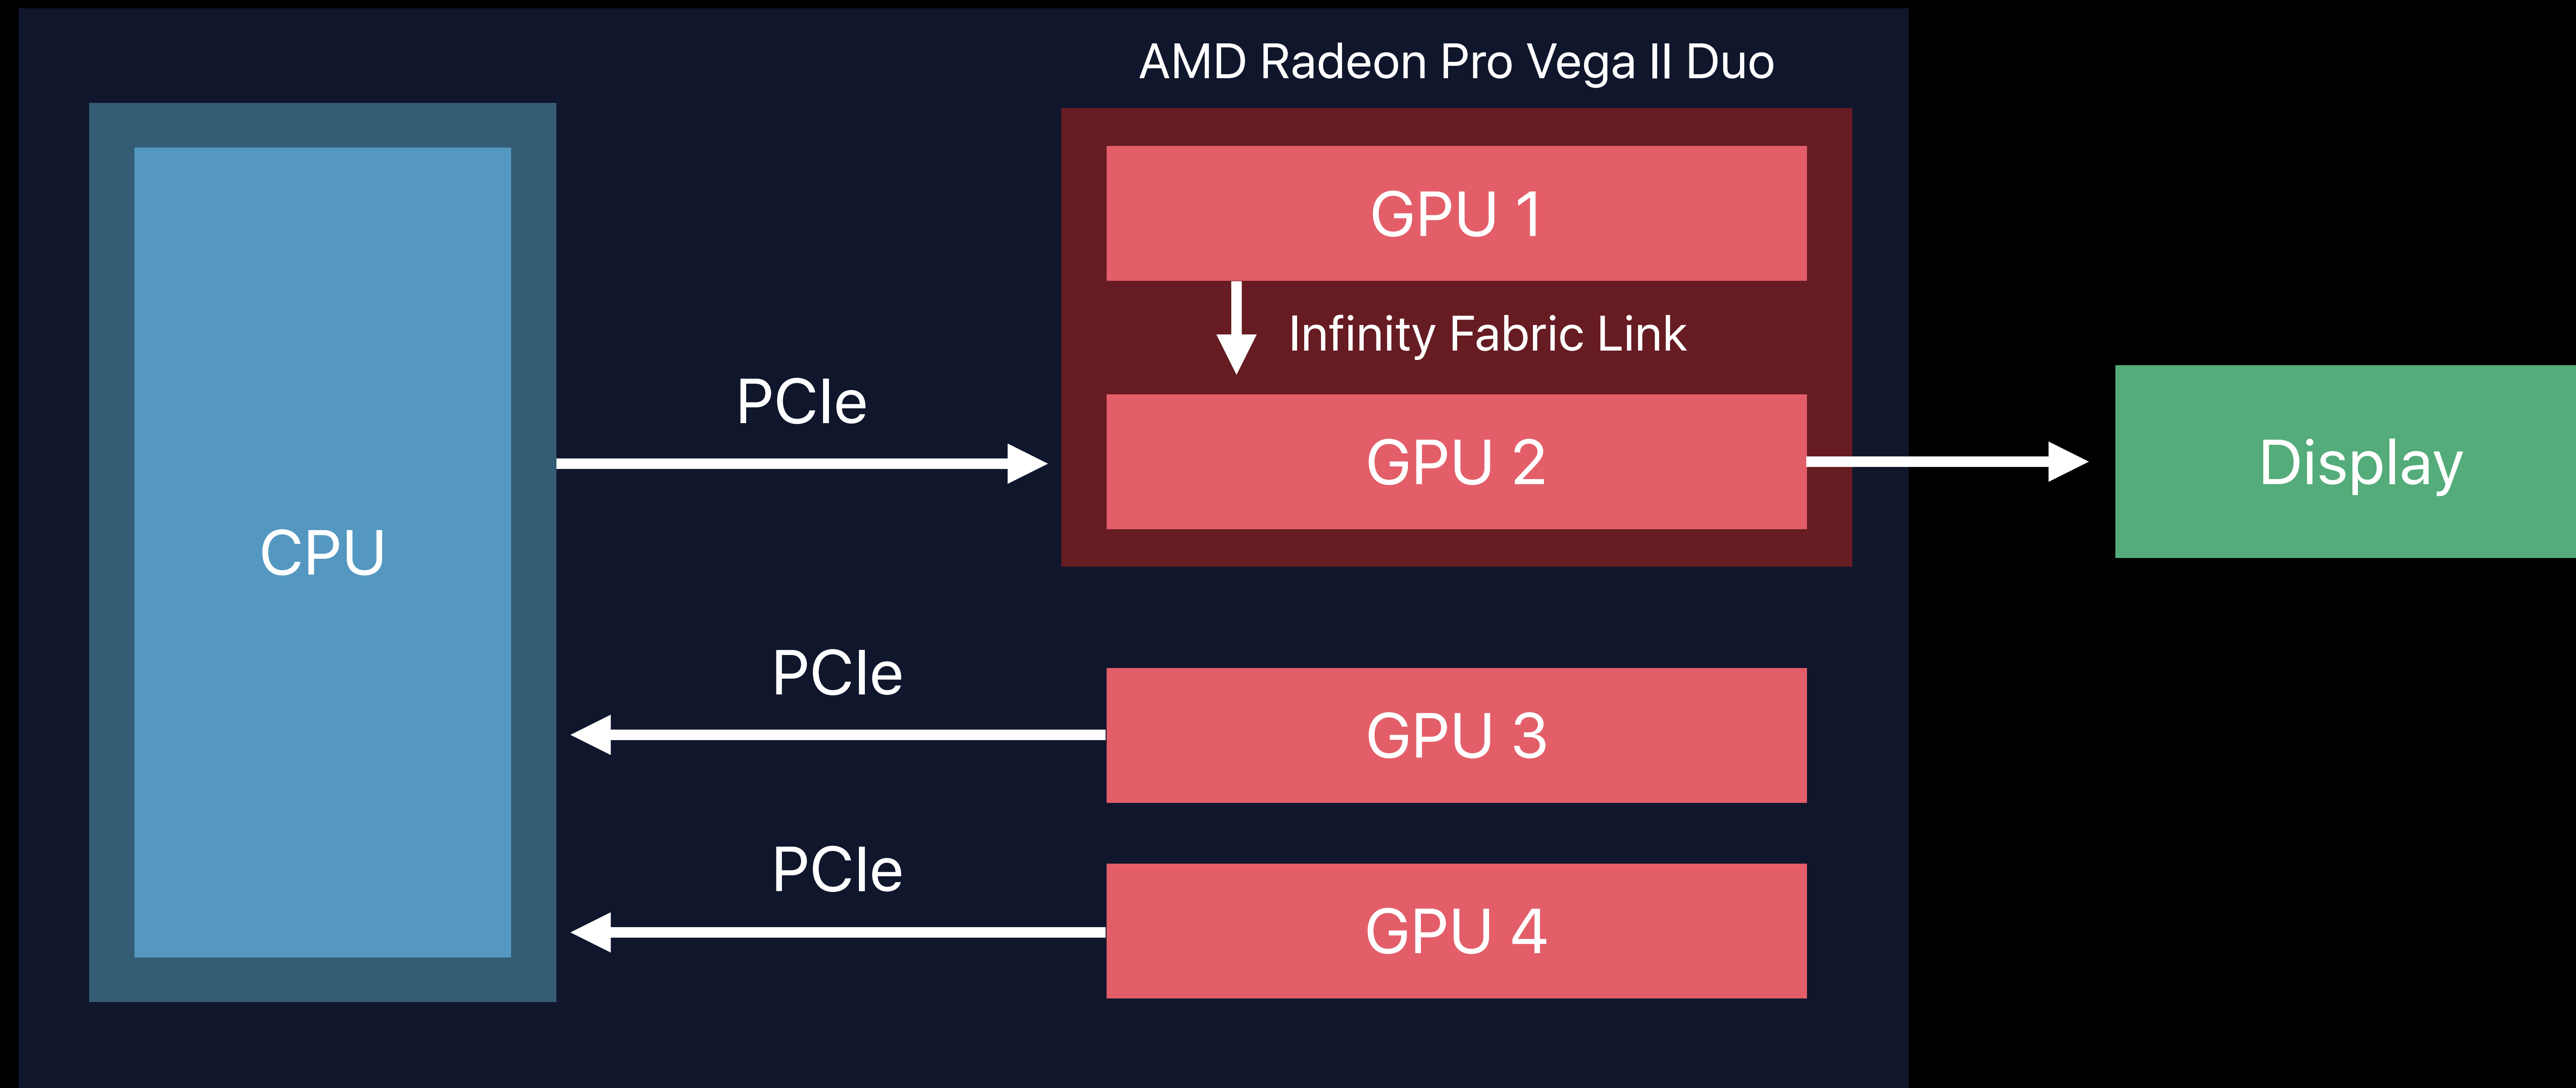 AMD Radeon Pro Vega II Duo
GPU 1
Infinity Fabric Link
PCIe
GPU 2
Display
CPU
PCIe
GPU 3
PCIe
GPU 4